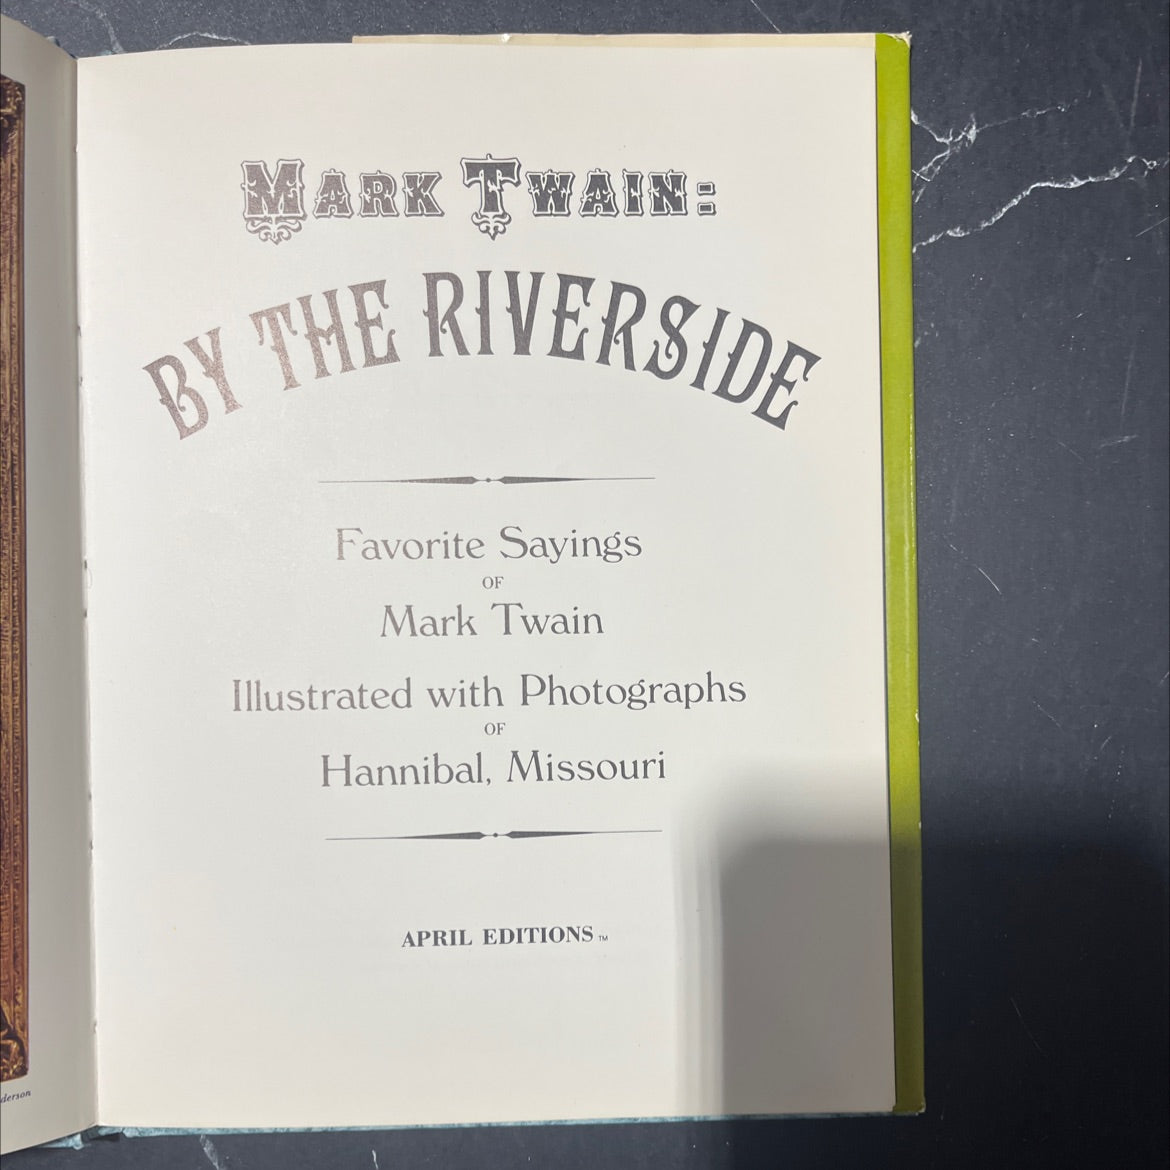 MARK TWAIN:
BY THE RIVERSIDE
Favorite Sayings
OF
Mark Twain
Illustrated with Photographs
OF
Hannibal, Missouri
APRIL EDITIONS™